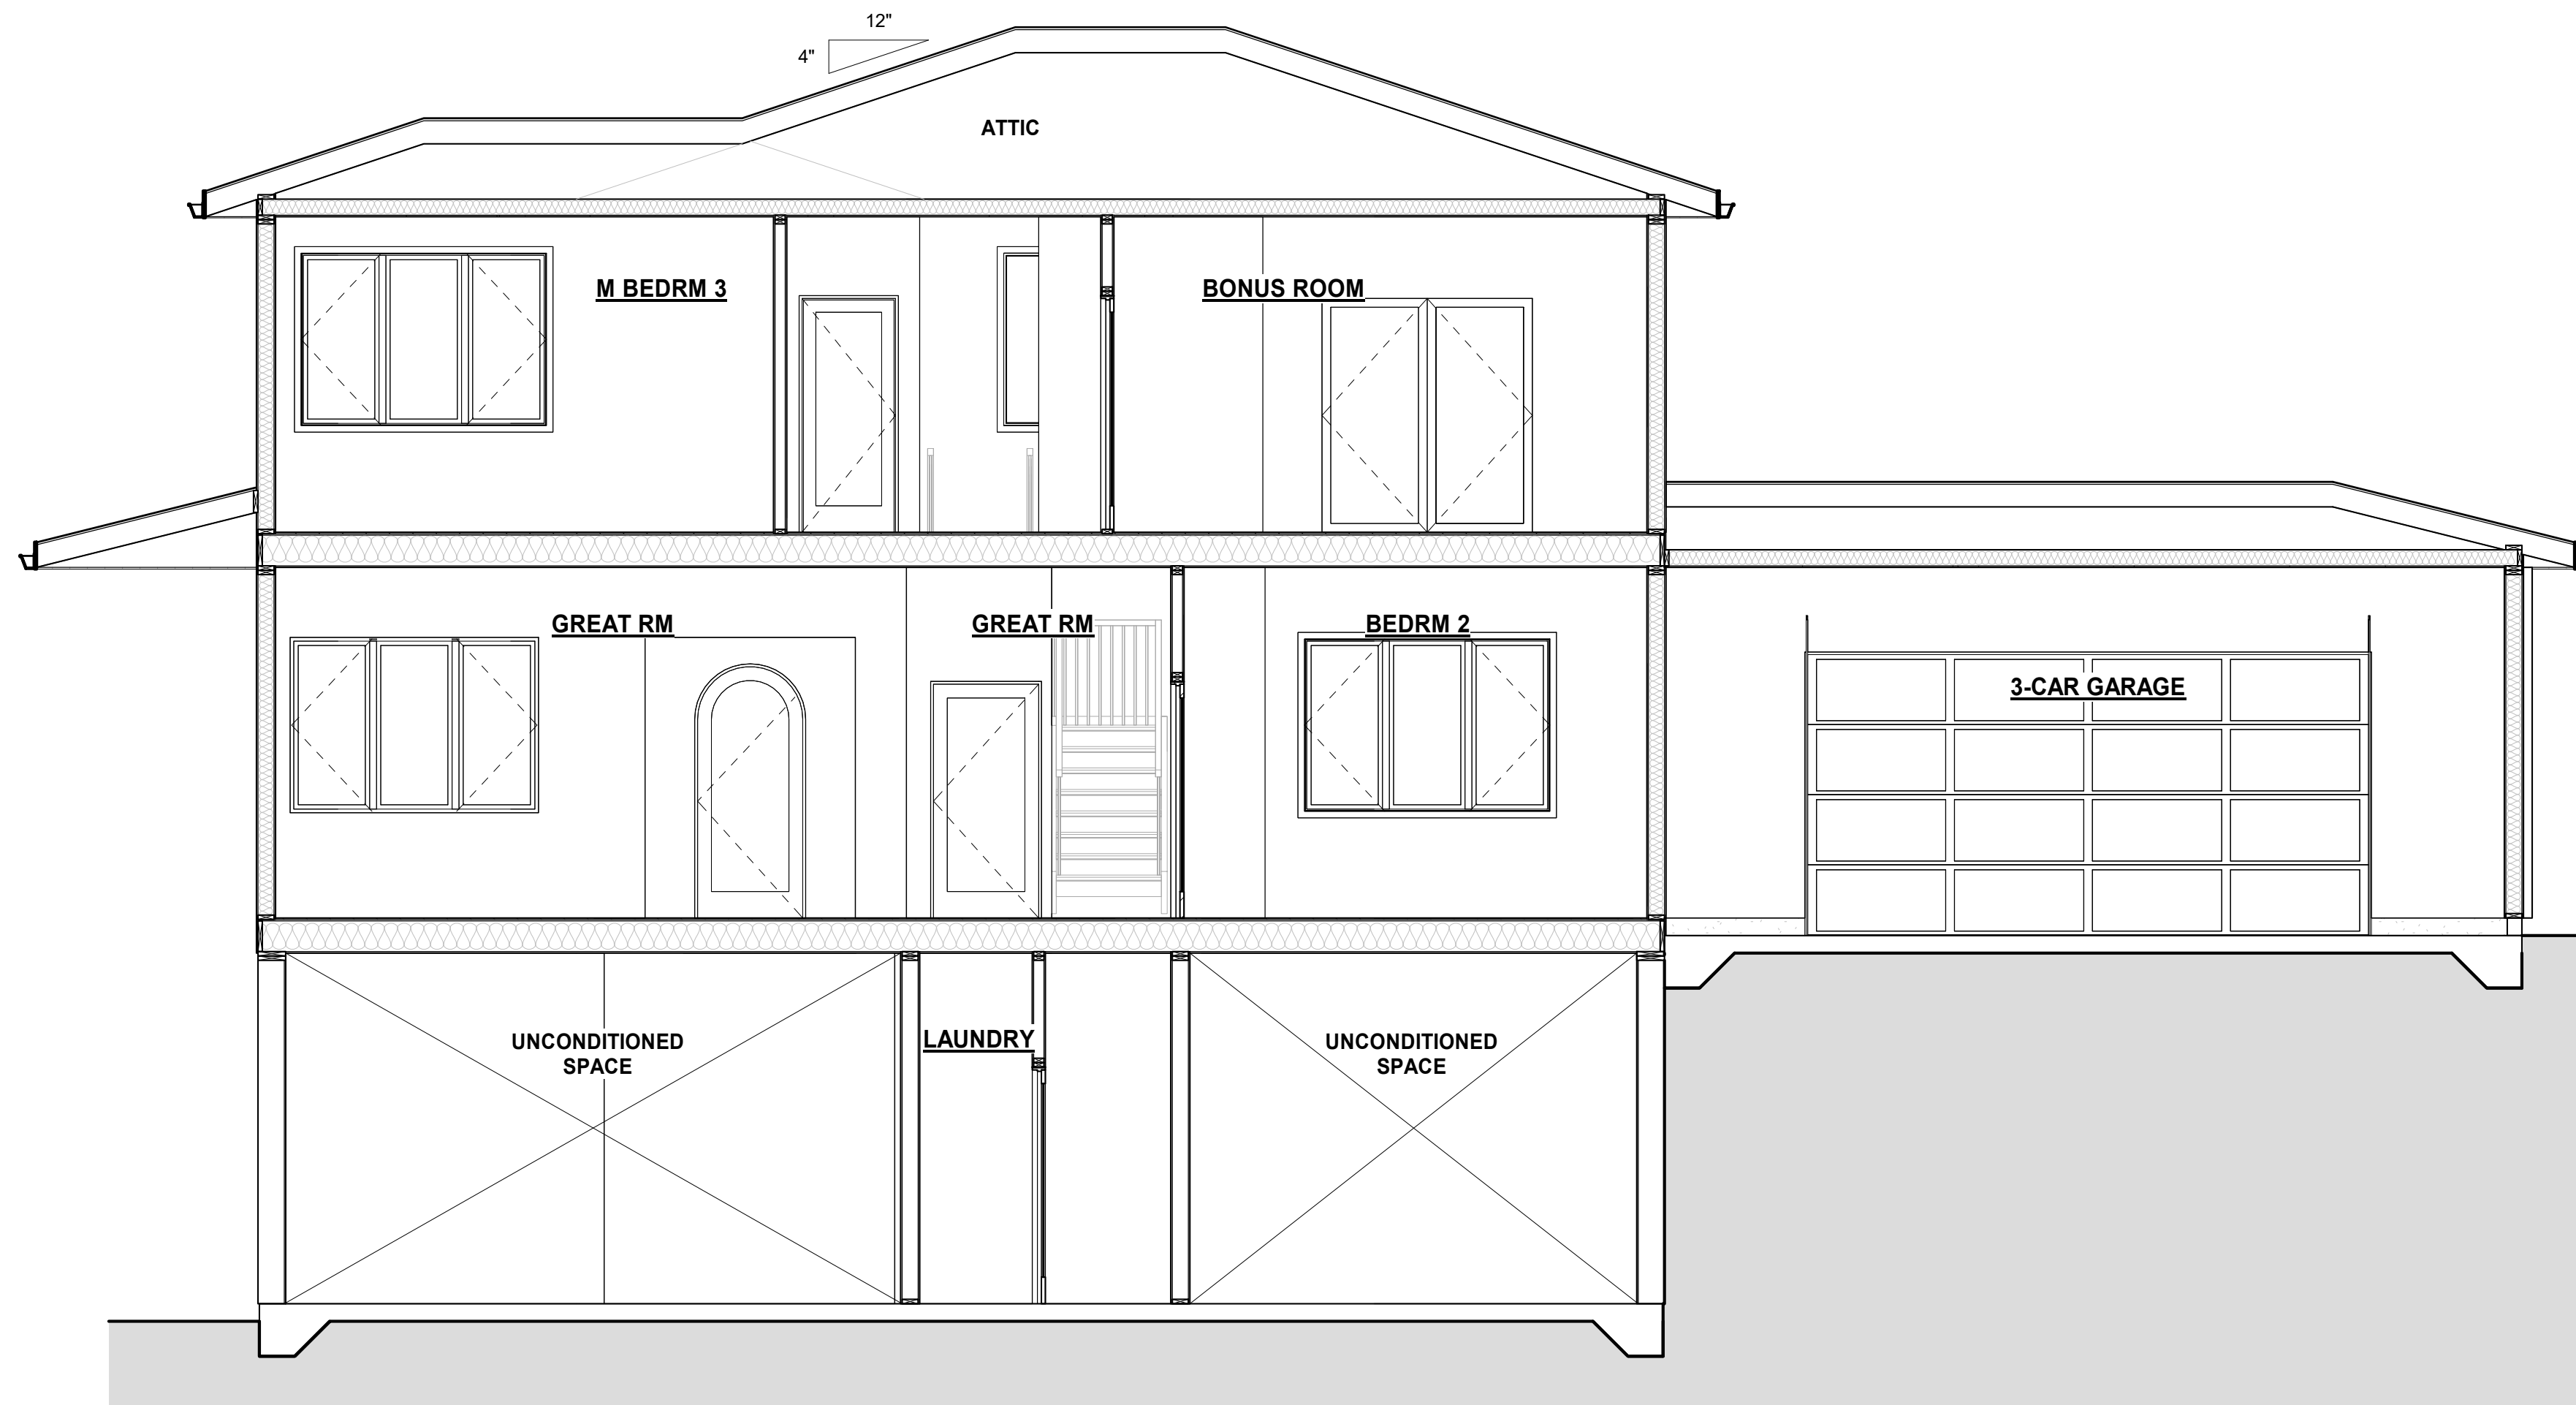 12"
4"
ATTIC
M BEDRM 3
BONUS ROOM
GREAT RM
GREAT RM
BEDRM 2
3-CAR GARAGE
UNCONDITIONED
SPACE
LAUNDRY
UNCONDITIONED
SPACE